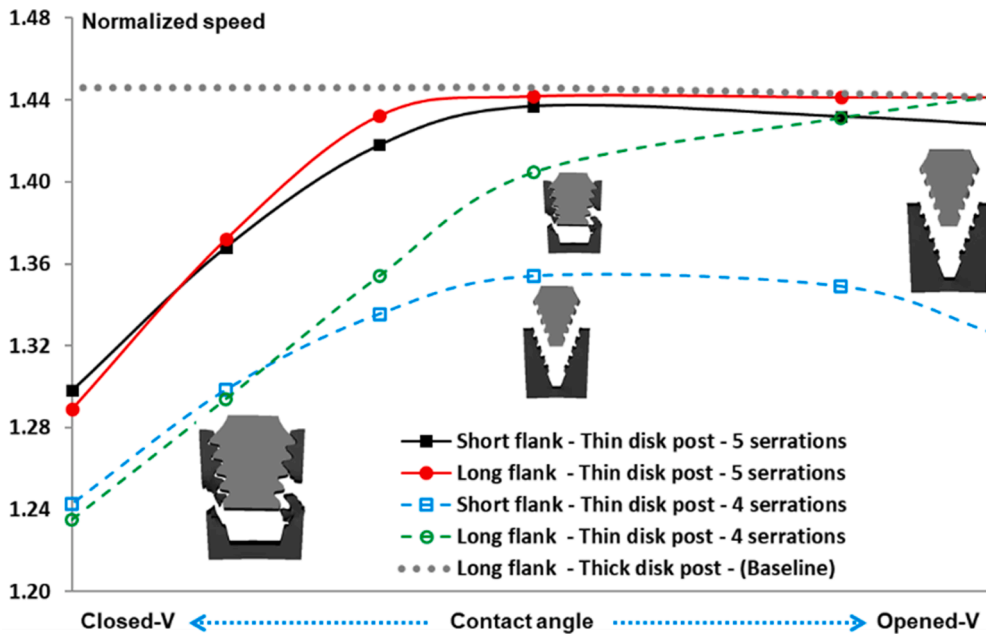 1.48
Normalized speed
1.44
1.40
1.36
1.32
1.28
1.24
1.20
Short flank - Thin disk post - 5 serrations
Long flank - Thin disk post - 5 serrations
Short flank - Thin disk post - 4 serrations
Long flank - Thin disk post - 4 serrations
Long flank - Thick disk post - (Baseline)
Closed-V Contact angle Opened-V